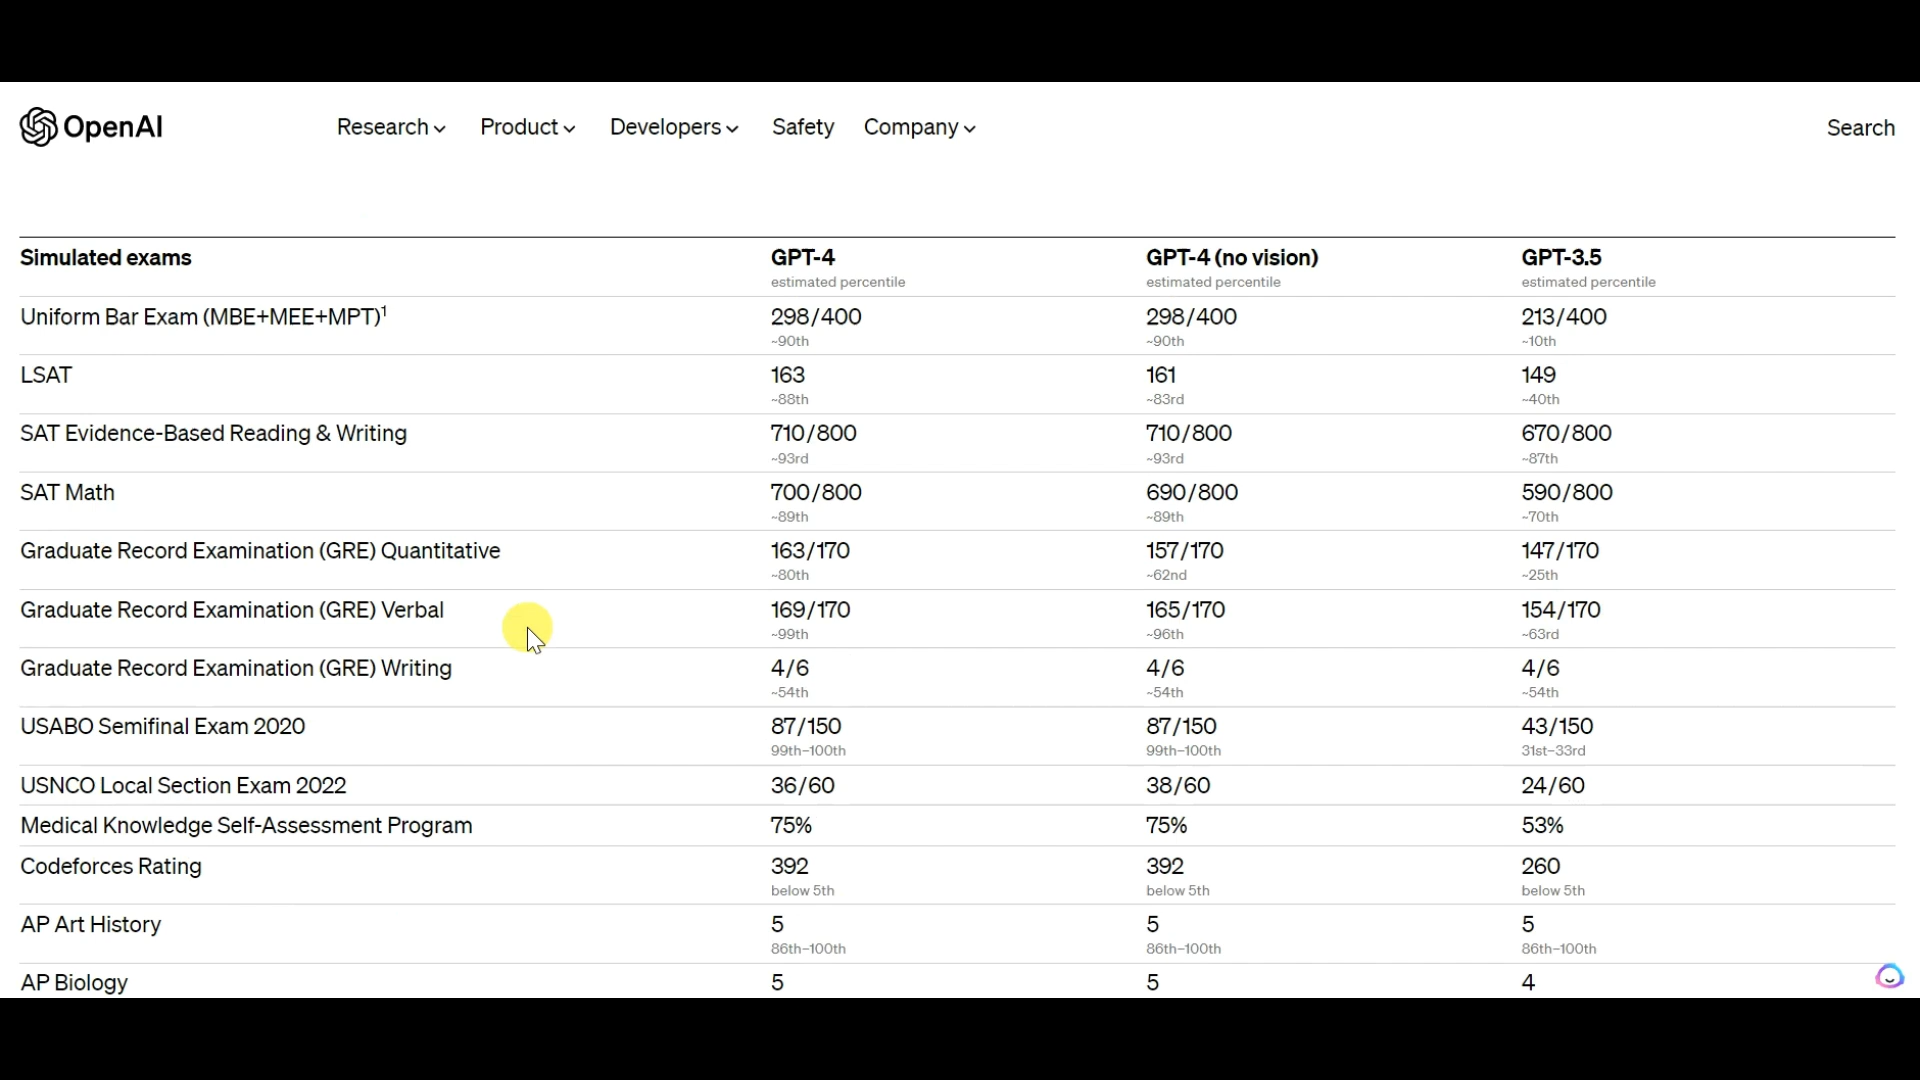 OpenAI Research Product Developers Safety Company Search
Simulated exams GPT-4 GPT-4 (no vision) GPT-3.5
estimated percentile estimated percentile estimated percentile
Uniform Bar Exam (MBE+MEE+MPT)¹ 298/400 298/400 213/400
~90th ~90th ~10th
LSAT 163 161 149
~88th ~83rd ~40th
SAT Evidence-Based Reading & Writing 710/800 710/800 670/800
~93rd ~93rd ~87th
SAT Math 700/800 690/800 590/800
~89th ~89th ~70th
Graduate Record Examination (GRE) Quantitative 163/170 157/170 147/170
~80th ~62nd ~25th
Graduate Record Examination (GRE) Verbal 169/170 165/170 154/170
~99th ~96th ~63rd
Graduate Record Examination (GRE) Writing 4/6 4/6 4/6
~54th ~54th ~54th
USABO Semifinal Exam 2020 87/150 87/150 43/150
99th–100th 99th–100th 31st–33rd
USNCO Local Section Exam 2022 36/60 38/60 24/60
Medical Knowledge Self-Assessment Program 75% 75% 53%
Codeforces Rating 392 392 260
below 5th below 5th below 5th
AP Art History 5 5 5
86th–100th 86th–100th 86th–100th
AP Biology 5 5 4